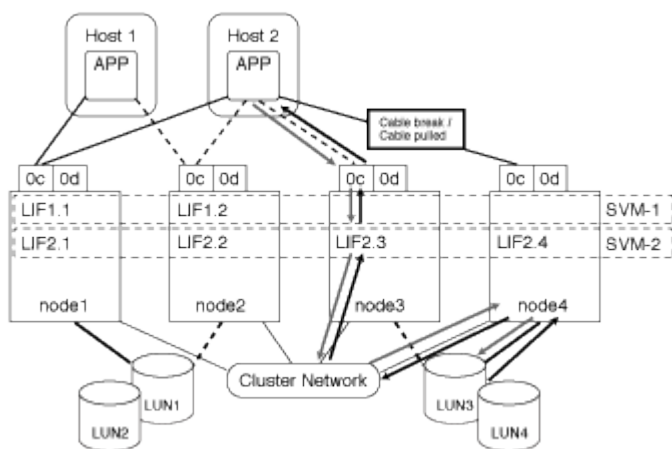 Host 1
Host 2
APP
APP
Cable break /
Cable pulled
0c 0d
0c 0d
0c 0d
0c 0d
LIF1.1
LIF1.2
SVM-1
LIF2.1
LIF2.2
LIF2.3
LIF2.4
SVM-2
node1
node2
node3
node4
Cluster Network
LUN1
LUN3
LUN2
LUN4